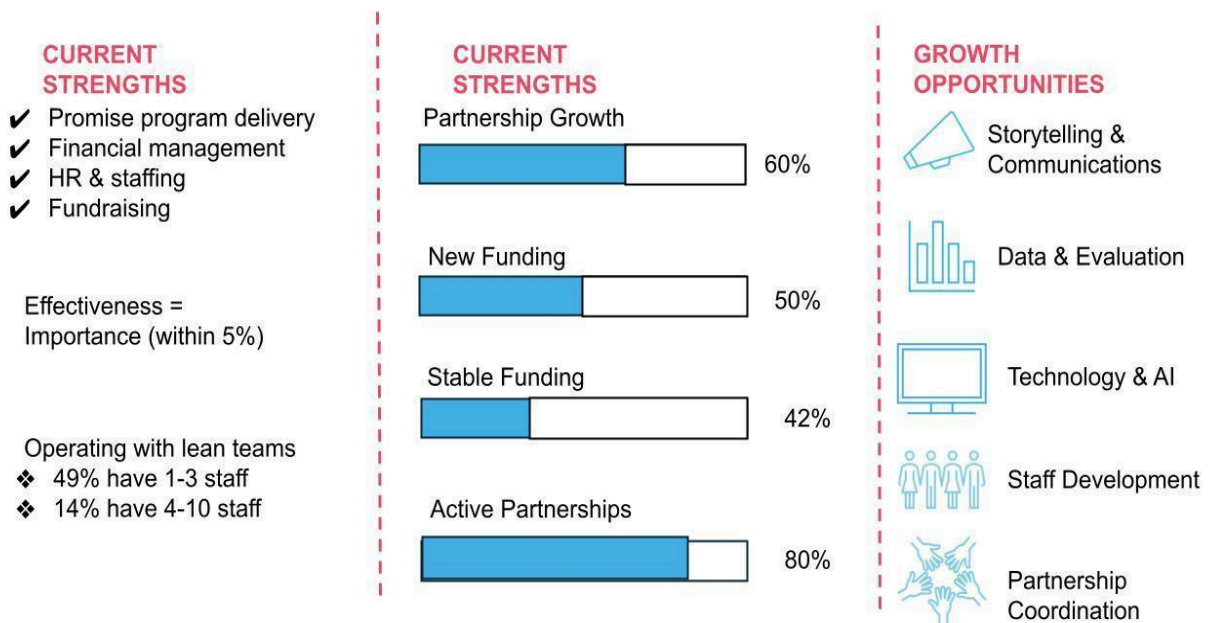 CURRENT
STRENGTHS
✔ Promise program delivery
✔ Financial management
✔ HR & staffing
✔ Fundraising
Effectiveness =
Importance (within 5%)
Operating with lean teams
❖ 49% have 1-3 staff
❖ 14% have 4-10 staff
CURRENT
STRENGTHS
Partnership Growth
60%
New Funding
50%
Stable Funding
42%
Active Partnerships
80%
GROWTH
OPPORTUNITIES
Storytelling &
Communications
Data & Evaluation
Technology & AI
Staff Development
Partnership
Coordination